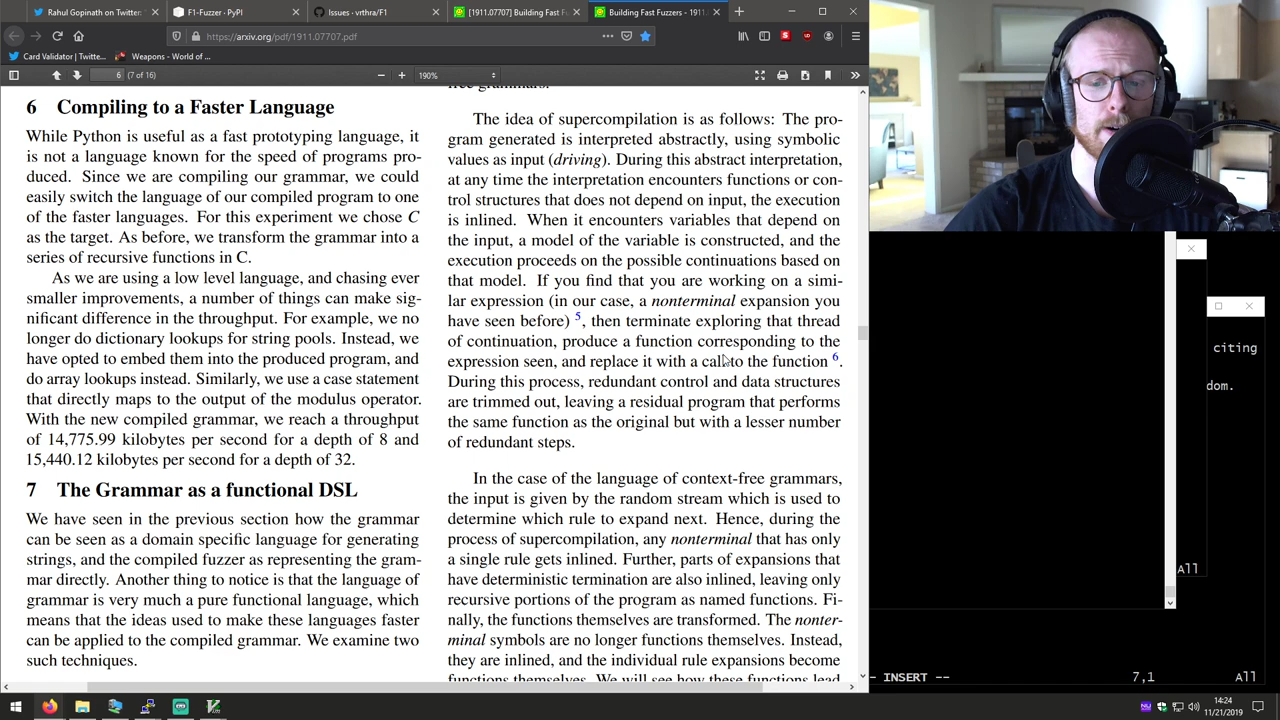 Rahul Gopinath on Twitter
F1-Fuzzer · PyPI
Issues · vrthra/F1
[1911.07707] Building Fast Fuzz
Building Fast Fuzzers - 1911.
https://arxiv.org/pdf/1911.07707.pdf
Card Validator | Twitte
Weapons - World of ...
6
(7 of 16)
190%
6 Compiling to a Faster Language
While Python is useful as a fast prototyping language, it
is not a language known for the speed of programs pro-
duced. Since we are compiling our grammar, we could
easily switch the language of our compiled program to one
of the faster languages. For this experiment we chose C
as the target. As before, we transform the grammar into a
series of recursive functions in C.
As we are using a low level language, and chasing ever
smaller improvements, a number of things can make sig-
nificant difference in the throughput. For example, we no
longer do dictionary lookups for string pools. Instead, we
have opted to embed them into the produced program, and
do array lookups instead. Similarly, we use a case statement
that directly maps to the output of the modulus operator.
With the new compiled grammar, we reach a throughput
of 14,775.99 kilobytes per second for a depth of 8 and
15,440.12 kilobytes per second for a depth of 32.
7 The Grammar as a functional DSL
We have seen in the previous section how the grammar
can be seen as a domain specific language for generating
strings, and the compiled fuzzer as representing the gram-
mar directly. Another thing to notice is that the language of
grammar is very much a pure functional language, which
means that the ideas used to make these languages faster
can be applied to the compiled grammar. We examine two
such techniques.
free grammars.
The idea of supercompilation is as follows: The pro-
gram generated is interpreted abstractly, using symbolic
values as input (driving). During this abstract interpretation,
at any time the interpretation encounters functions or con-
trol structures that does not depend on input, the execution
is inlined. When it encounters variables that depend on
the input, a model of the variable is constructed, and the
execution proceeds on the possible continuations based on
that model. If you find that you are working on a simi-
lar expression (in our case, a nonterminal expansion you
have seen before) 5, then terminate exploring that thread
of continuation, produce a function corresponding to the
expression seen, and replace it with a call to the function 6.
During this process, redundant control and data structures
are trimmed out, leaving a residual program that performs
the same function as the original but with a lesser number
of redundant steps.
In the case of the language of context-free grammars,
the input is given by the random stream which is used to
determine which rule to expand next. Hence, during the
process of supercompilation, any nonterminal that has only
a single rule gets inlined. Further, parts of expansions that
have deterministic termination are also inlined, leaving only
recursive portions of the program as named functions. Fi-
nally, the functions themselves are transformed. The nonter-
minal symbols are no longer functions themselves. Instead,
they are inlined, and the individual rule expansions become
functions themselves. We will see how these functions lead
citing
dom.
All
- INSERT --
7,1
All
14:24
11/21/2019